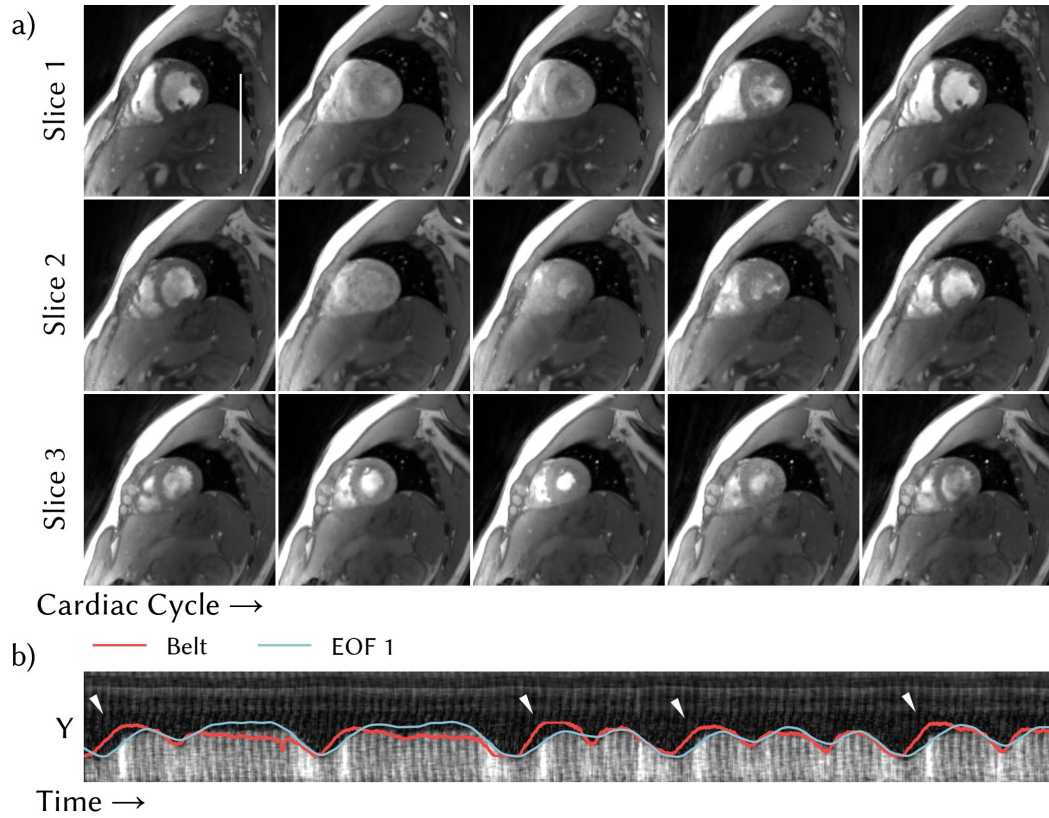 a)
Slice 1
Slice 2
Slice 3
Cardiac Cycle →
b)
Belt
EOF 1
Y
Time →